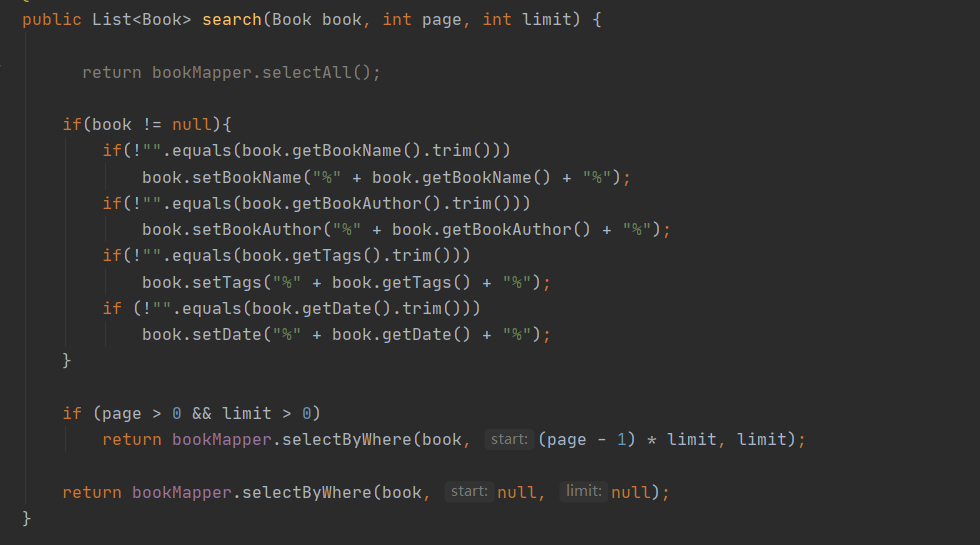 public List<Book> search(Book book, int page, int limit) {
return bookMapper.selectAll();
if(book != null){
if(!"".equals(book.getBookName().trim()))
book.setBookName("%" + book.getBookName() + "%");
if(!"".equals(book.getBookAuthor().trim()))
book.setBookAuthor("%" + book.getBookAuthor() + "%");
if(!"".equals(book.getTags().trim()))
book.setTags("%" + book.getTags() + "%");
if (!"".equals(book.getDate().trim()))
book.setDate("%" + book.getDate() + "%");
}
if (page > 0 && limit > 0)
return bookMapper.selectByWhere(book, start: (page - 1) * limit, limit);
return bookMapper.selectByWhere(book, start: null, limit: null);
}